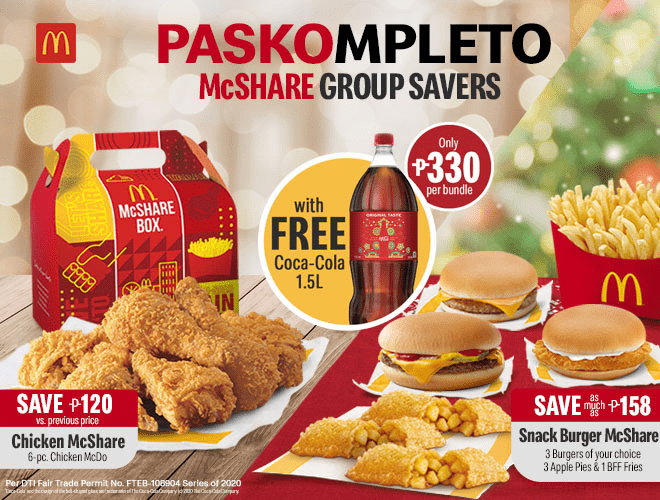 PASKOMPLETO
McSHARE GROUP SAVERS
Only
₱330
per bundle
with
FREE
Coca-Cola
1.5L
ORIGINAL TASTE
McSHARE
BOX.
SAVE ₱120
vs. previous price
Chicken McShare
6-pc. Chicken McDo
SAVE as much as ₱158
Snack Burger McShare
3 Burgers of your choice
3 Apple Pies & 1 BFF Fries
Per DTI Fair Trade Permit No. FTEB-108904 Series of 2020